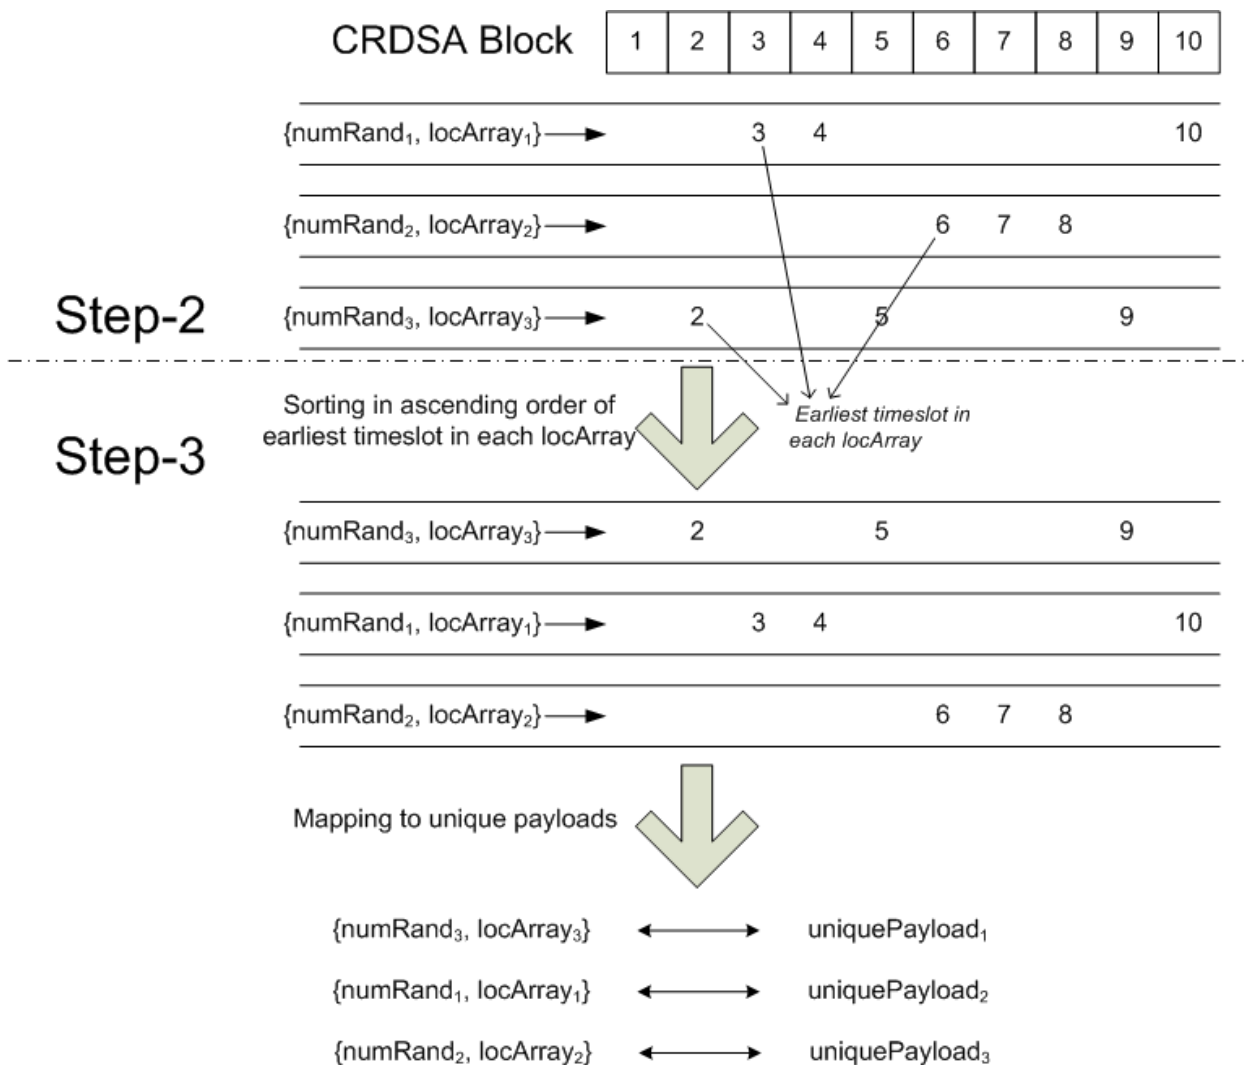 CRDSA Block 1 2 3 4 5 6 7 8 9 10
{numRand₁, locArray₁} 3 4 10
{numRand₂, locArray₂} 6 7 8
Step-2 {numRand₃, locArray₃} 2 5 9
Sorting in ascending order of
earliest timeslot in each locArray
Earliest timeslot in
each locArray
Step-3
{numRand₃, locArray₃} 2 5 9
{numRand₁, locArray₁} 3 4 10
{numRand₂, locArray₂} 6 7 8
Mapping to unique payloads
{numRand₃, locArray₃} uniquePayload₁
{numRand₁, locArray₁} uniquePayload₂
{numRand₂, locArray₂} uniquePayload₃